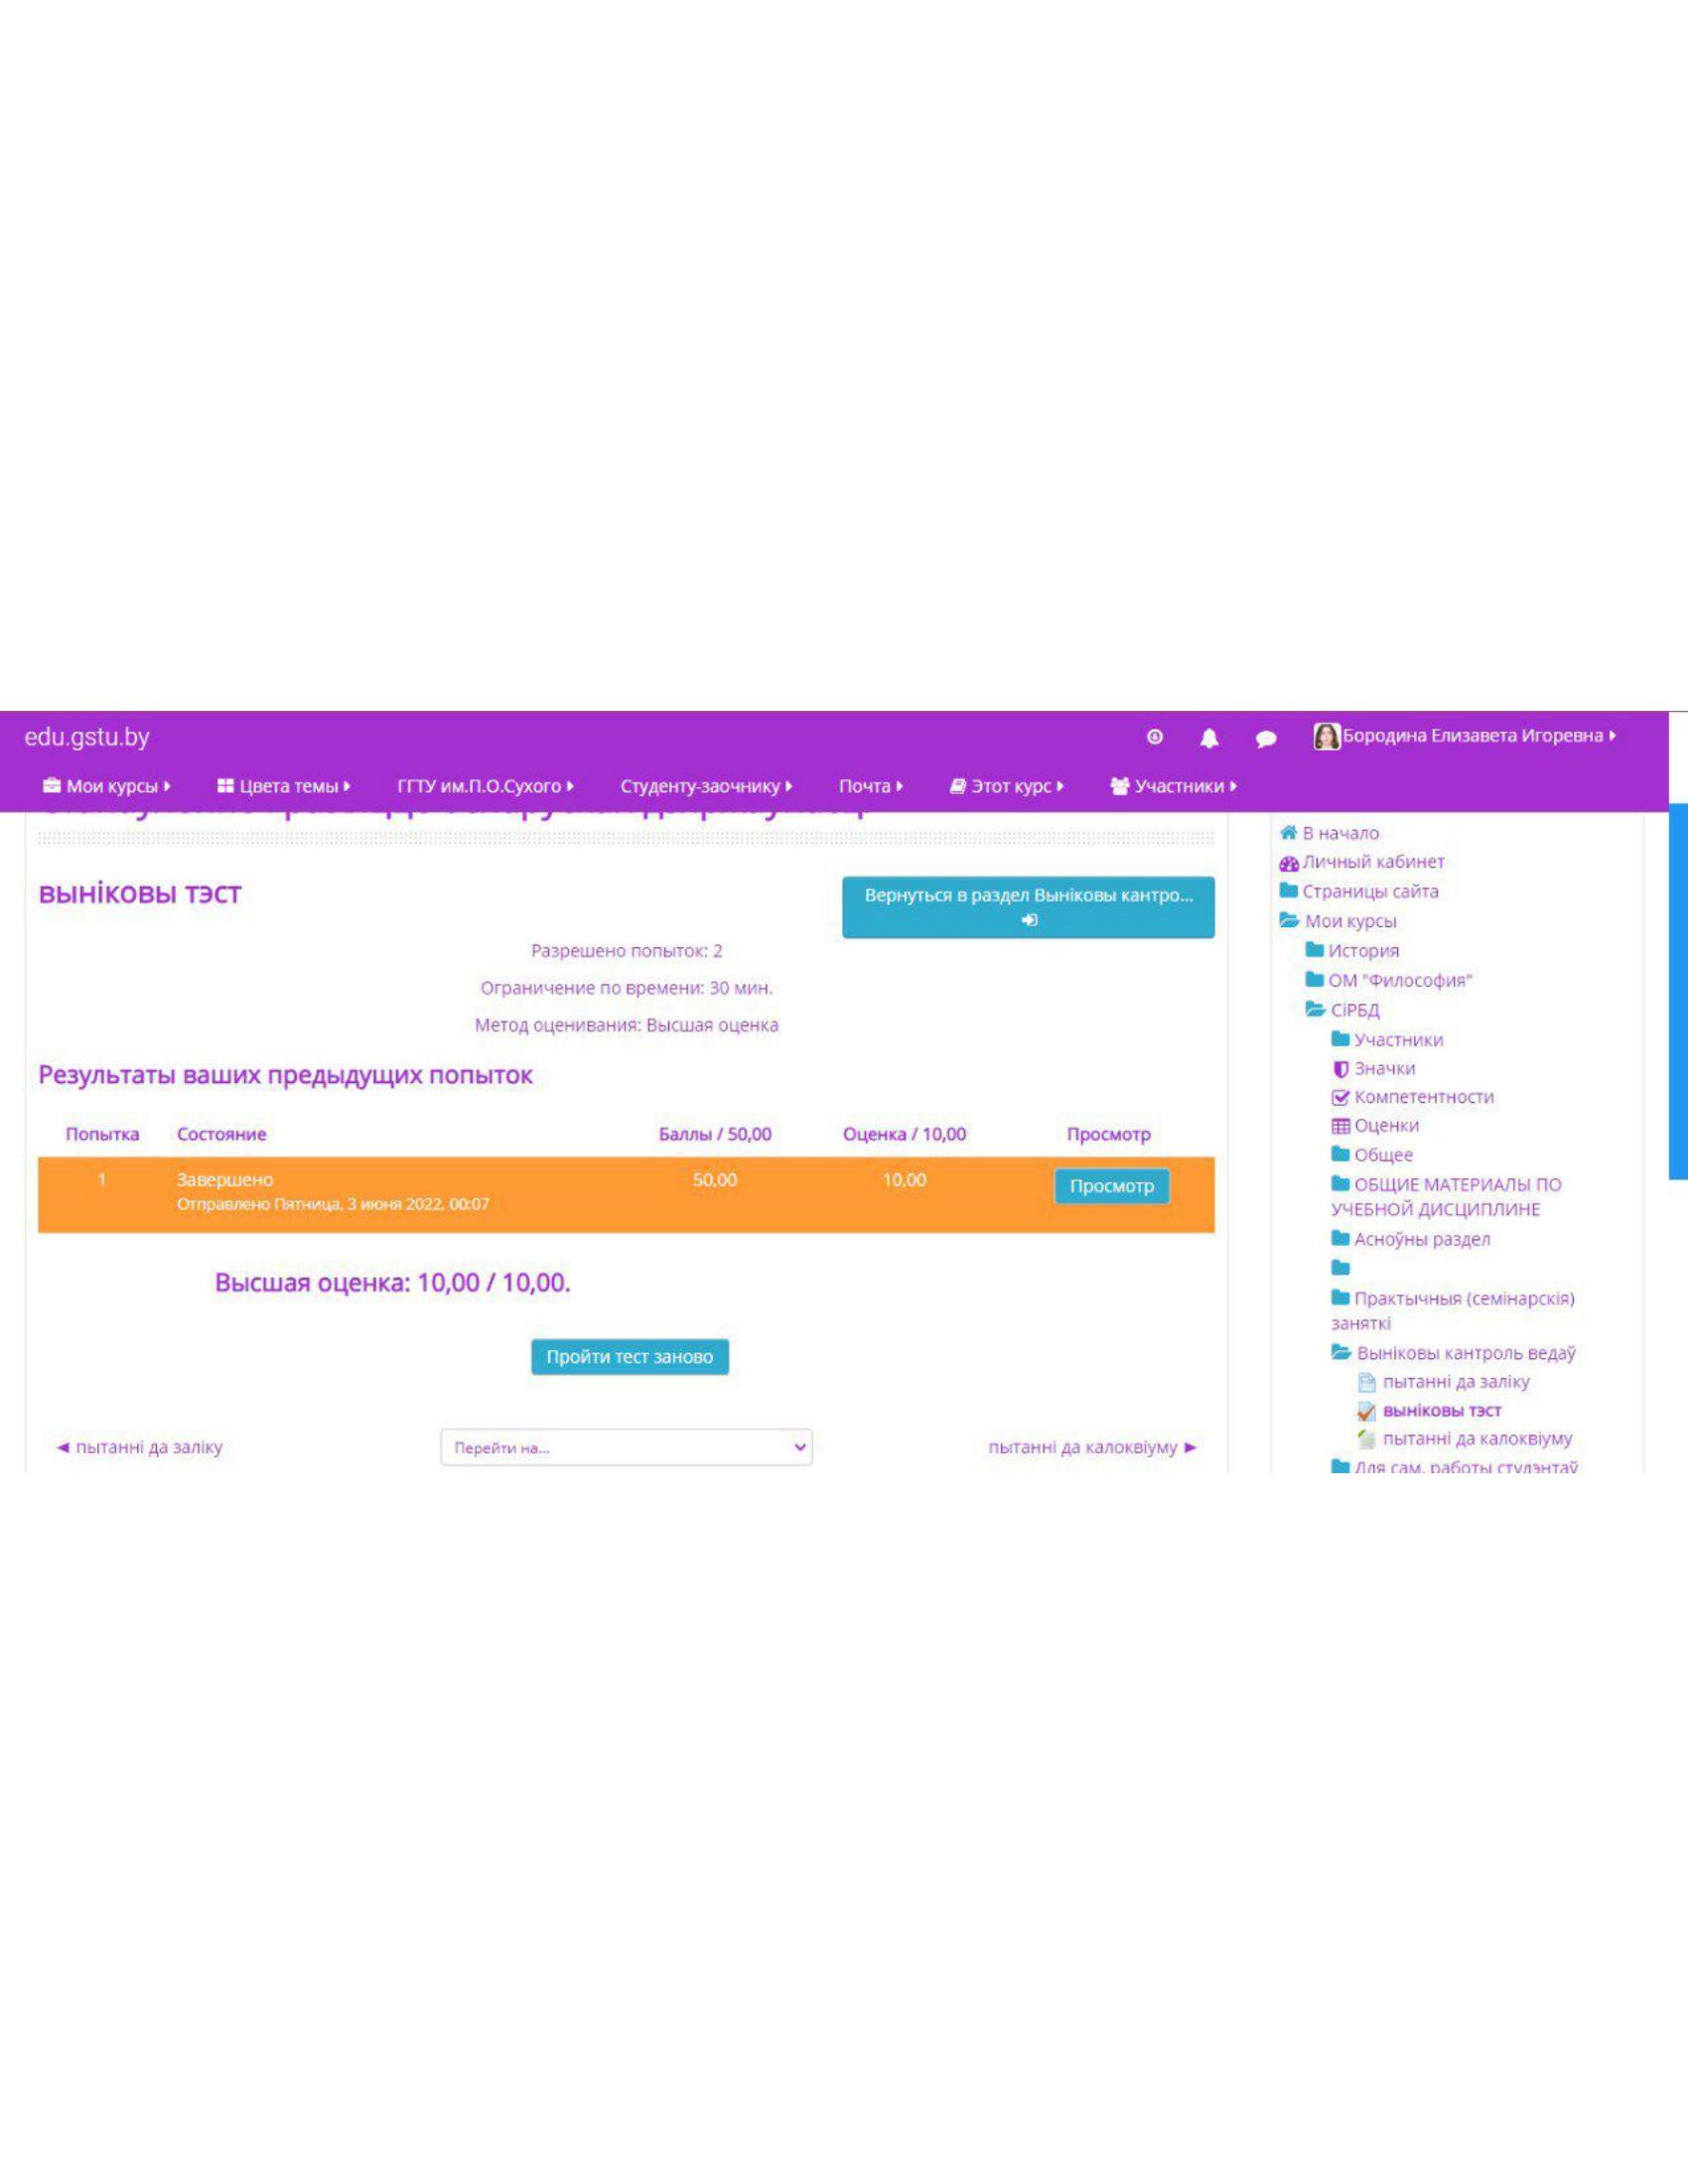 edu.gstu.by
Бородина Елизавета Игоревна
Мои курсы Цвета темы ГГТУ им.П.О.Сухого Студенту-заочнику Почта Этот курс Участники
выніковы тэст
Вернуться в раздел Выніковы кантро...
Разрешено попыток: 2
Ограничение по времени: 30 мин.
Метод оценивания: Высшая оценка
Результаты ваших предыдущих попыток
Попытка Состояние Баллы / 50,00 Оценка / 10,00 Просмотр
1 Завершено 50,00 10,00 Просмотр
Отправлено Пятница, 3 июня 2022, 00:07
Высшая оценка: 10,00 / 10,00.
Пройти тест заново
◄ пытанні да заліку
Перейти на...
пытанні да калоквіуму ►
В начало
Личный кабинет
Страницы сайта
Мои курсы
История
ОМ "Философия"
СіРБД
Участники
Значки
Компетентности
Оценки
Общее
ОБЩИЕ МАТЕРИАЛЫ ПО
УЧЕБНОЙ ДИСЦИПЛИНЕ
Асноўны раздел
Практычныя (семінарскія)
заняткі
Выніковы кантроль ведаў
пытанні да заліку
выніковы тэст
пытанні да калоквіуму
Для сам. работы студэнтаў